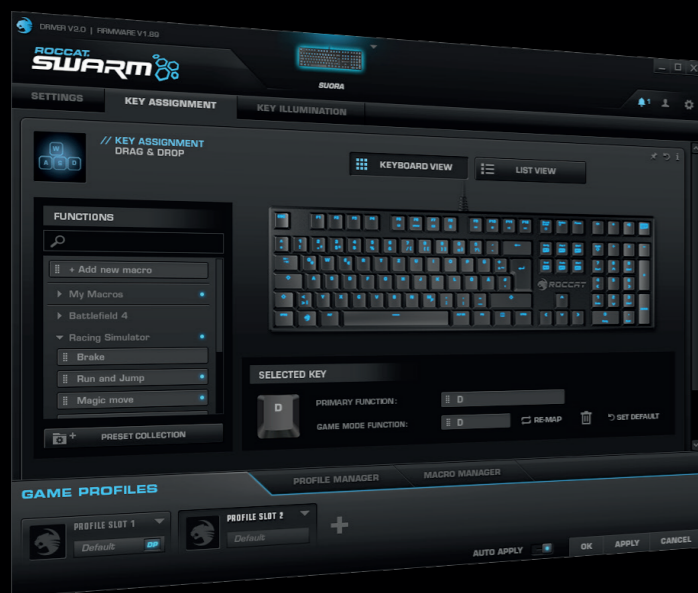 DRIVER V2.0 | FIRMWARE V1.89
ROCCAT
SWARM
SUORA
1
SETTINGS
KEY ASSIGNMENT
KEY ILLUMINATION
// KEY ASSIGNMENT
DRAG & DROP
W
A S D
KEYBOARD VIEW
LIST VIEW
FUNCTIONS
+ Add new macro
My Macros
Battlefield 4
Racing Simulator
Brake
Run and Jump
Magic move
PRESET COLLECTION
ROCCAT
SELECTED KEY
D
PRIMARY FUNCTION:
D
GAME MODE FUNCTION:
D
RE-MAP
SET DEFAULT
GAME PROFILES
PROFILE MANAGER
MACRO MANAGER
PROFILE SLOT 1
Default
DP
PROFILE SLOT 2
Default
AUTO APPLY
OK
APPLY
CANCEL